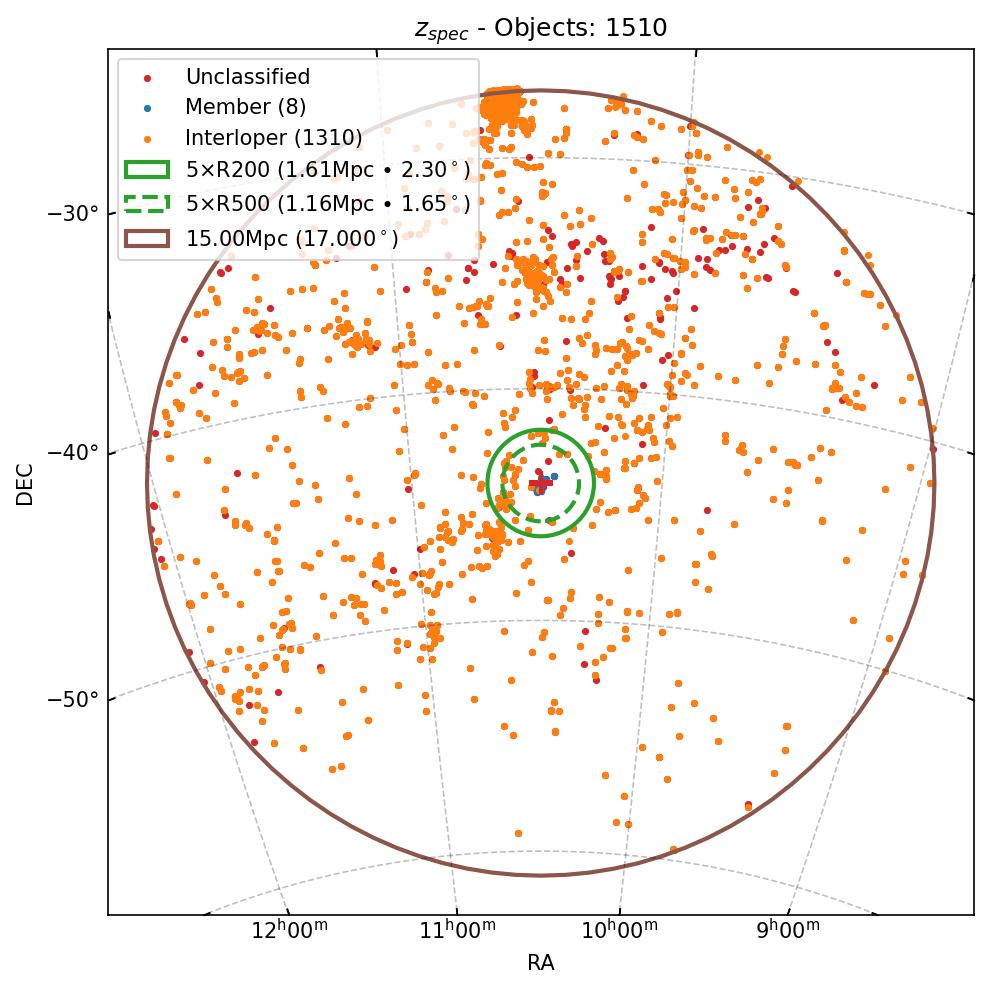 z_spec - Objects: 1510
Unclassified
Member (8)
Interloper (1310)
5×R200 (1.61Mpc • 2.30°)
5×R500 (1.16Mpc • 1.65°)
15.00Mpc (17.000°)
−30°
−40°
−50°
DEC
12ʰ00ᵐ 11ʰ00ᵐ 10ʰ00ᵐ 9ʰ00ᵐ
RA